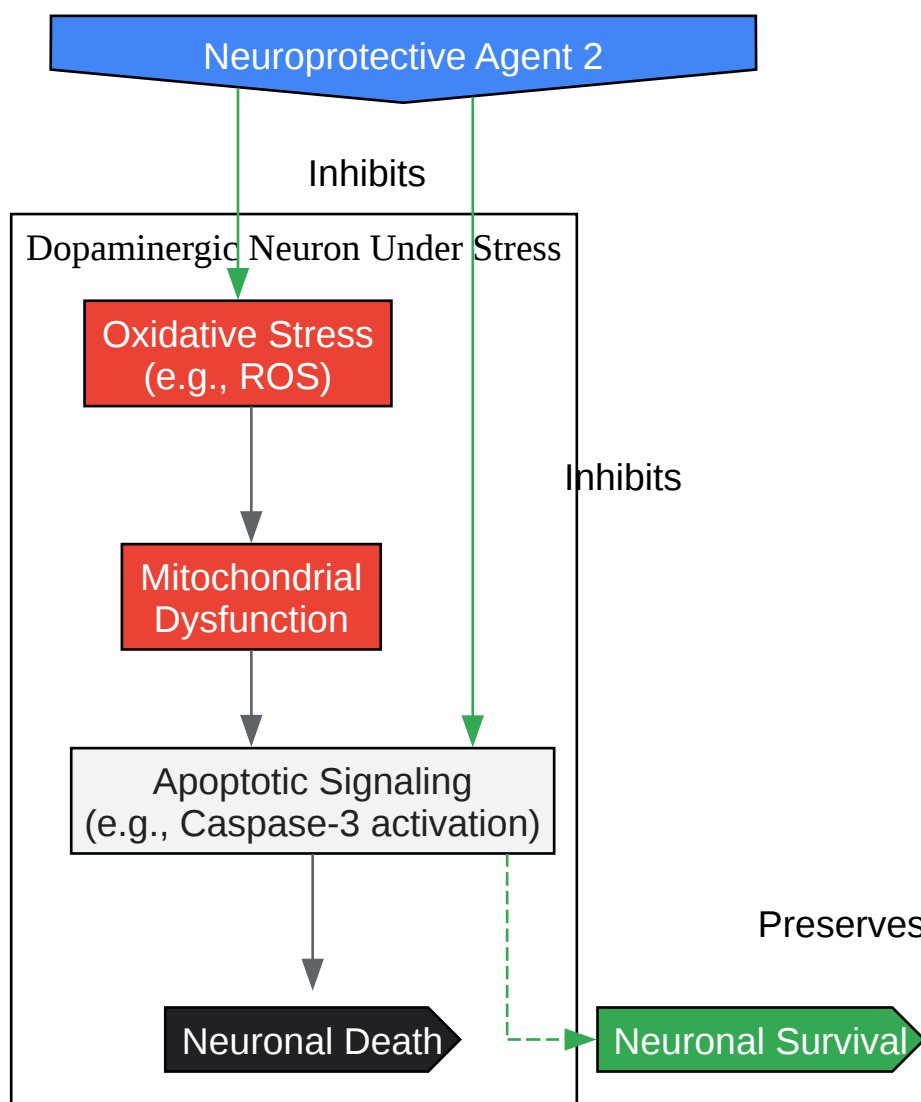 Neuroprotective Agent 2
Inhibits
Dopaminergic Neuron Under Stress
Oxidative Stress
(e.g., ROS)
Inhibits
Mitochondrial
Dysfunction
Apoptotic Signaling
(e.g., Caspase-3 activation)
Preserves
Neuronal Death
Neuronal Survival